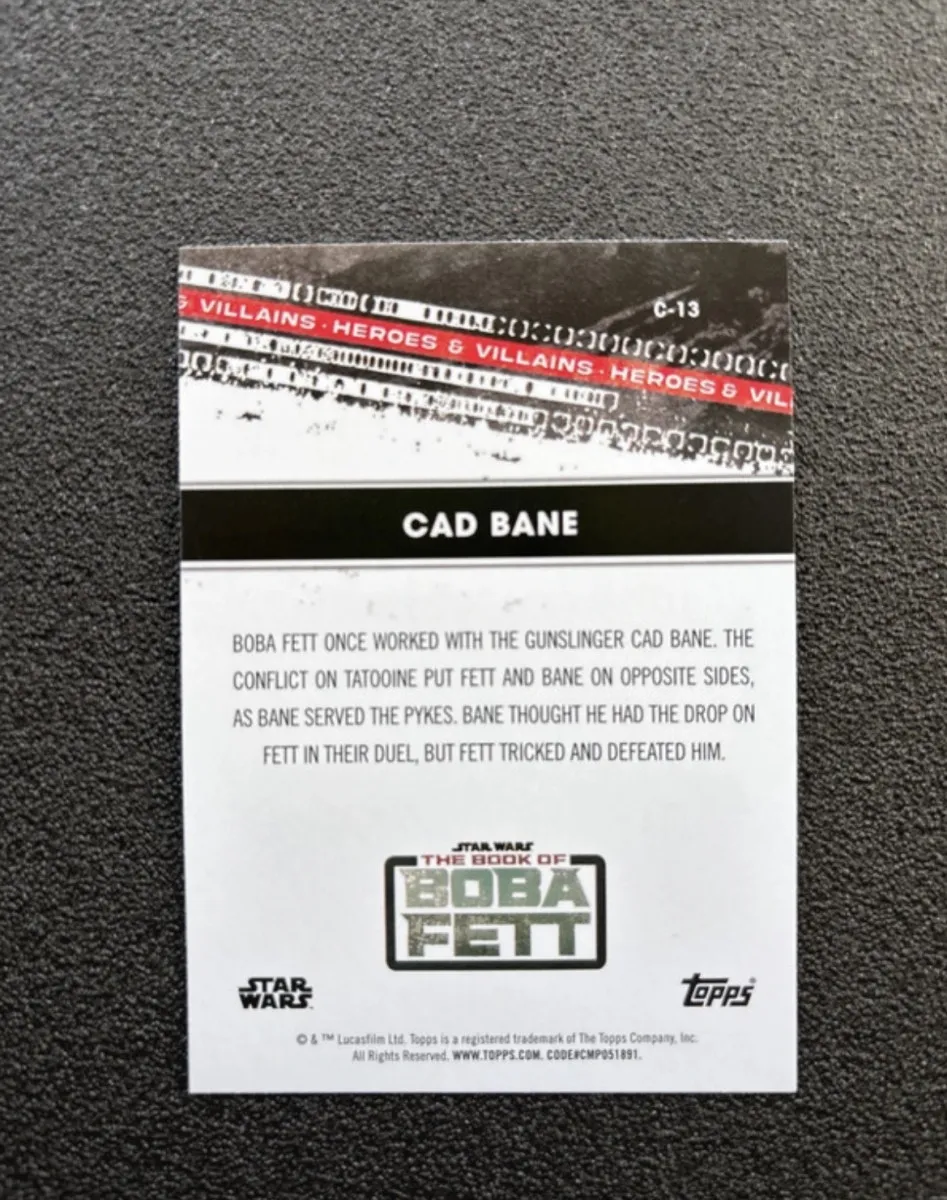 C-13
& VILLAINS · HEROES & VILLAINS · HEROES & VIL
CAD BANE
BOBA FETT ONCE WORKED WITH THE GUNSLINGER CAD BANE. THE
CONFLICT ON TATOOINE PUT FETT AND BANE ON OPPOSITE SIDES,
AS BANE SERVED THE PYKES. BANE THOUGHT HE HAD THE DROP ON
FETT IN THEIR DUEL, BUT FETT TRICKED AND DEFEATED HIM.
STAR WARS
THE BOOK OF
BOBA
FETT
STAR
WARS
topps®
© & ™ Lucasfilm Ltd. Topps is a registered trademark of The Topps Company, Inc.
All Rights Reserved. WWW.TOPPS.COM. CODE#CMP051891.